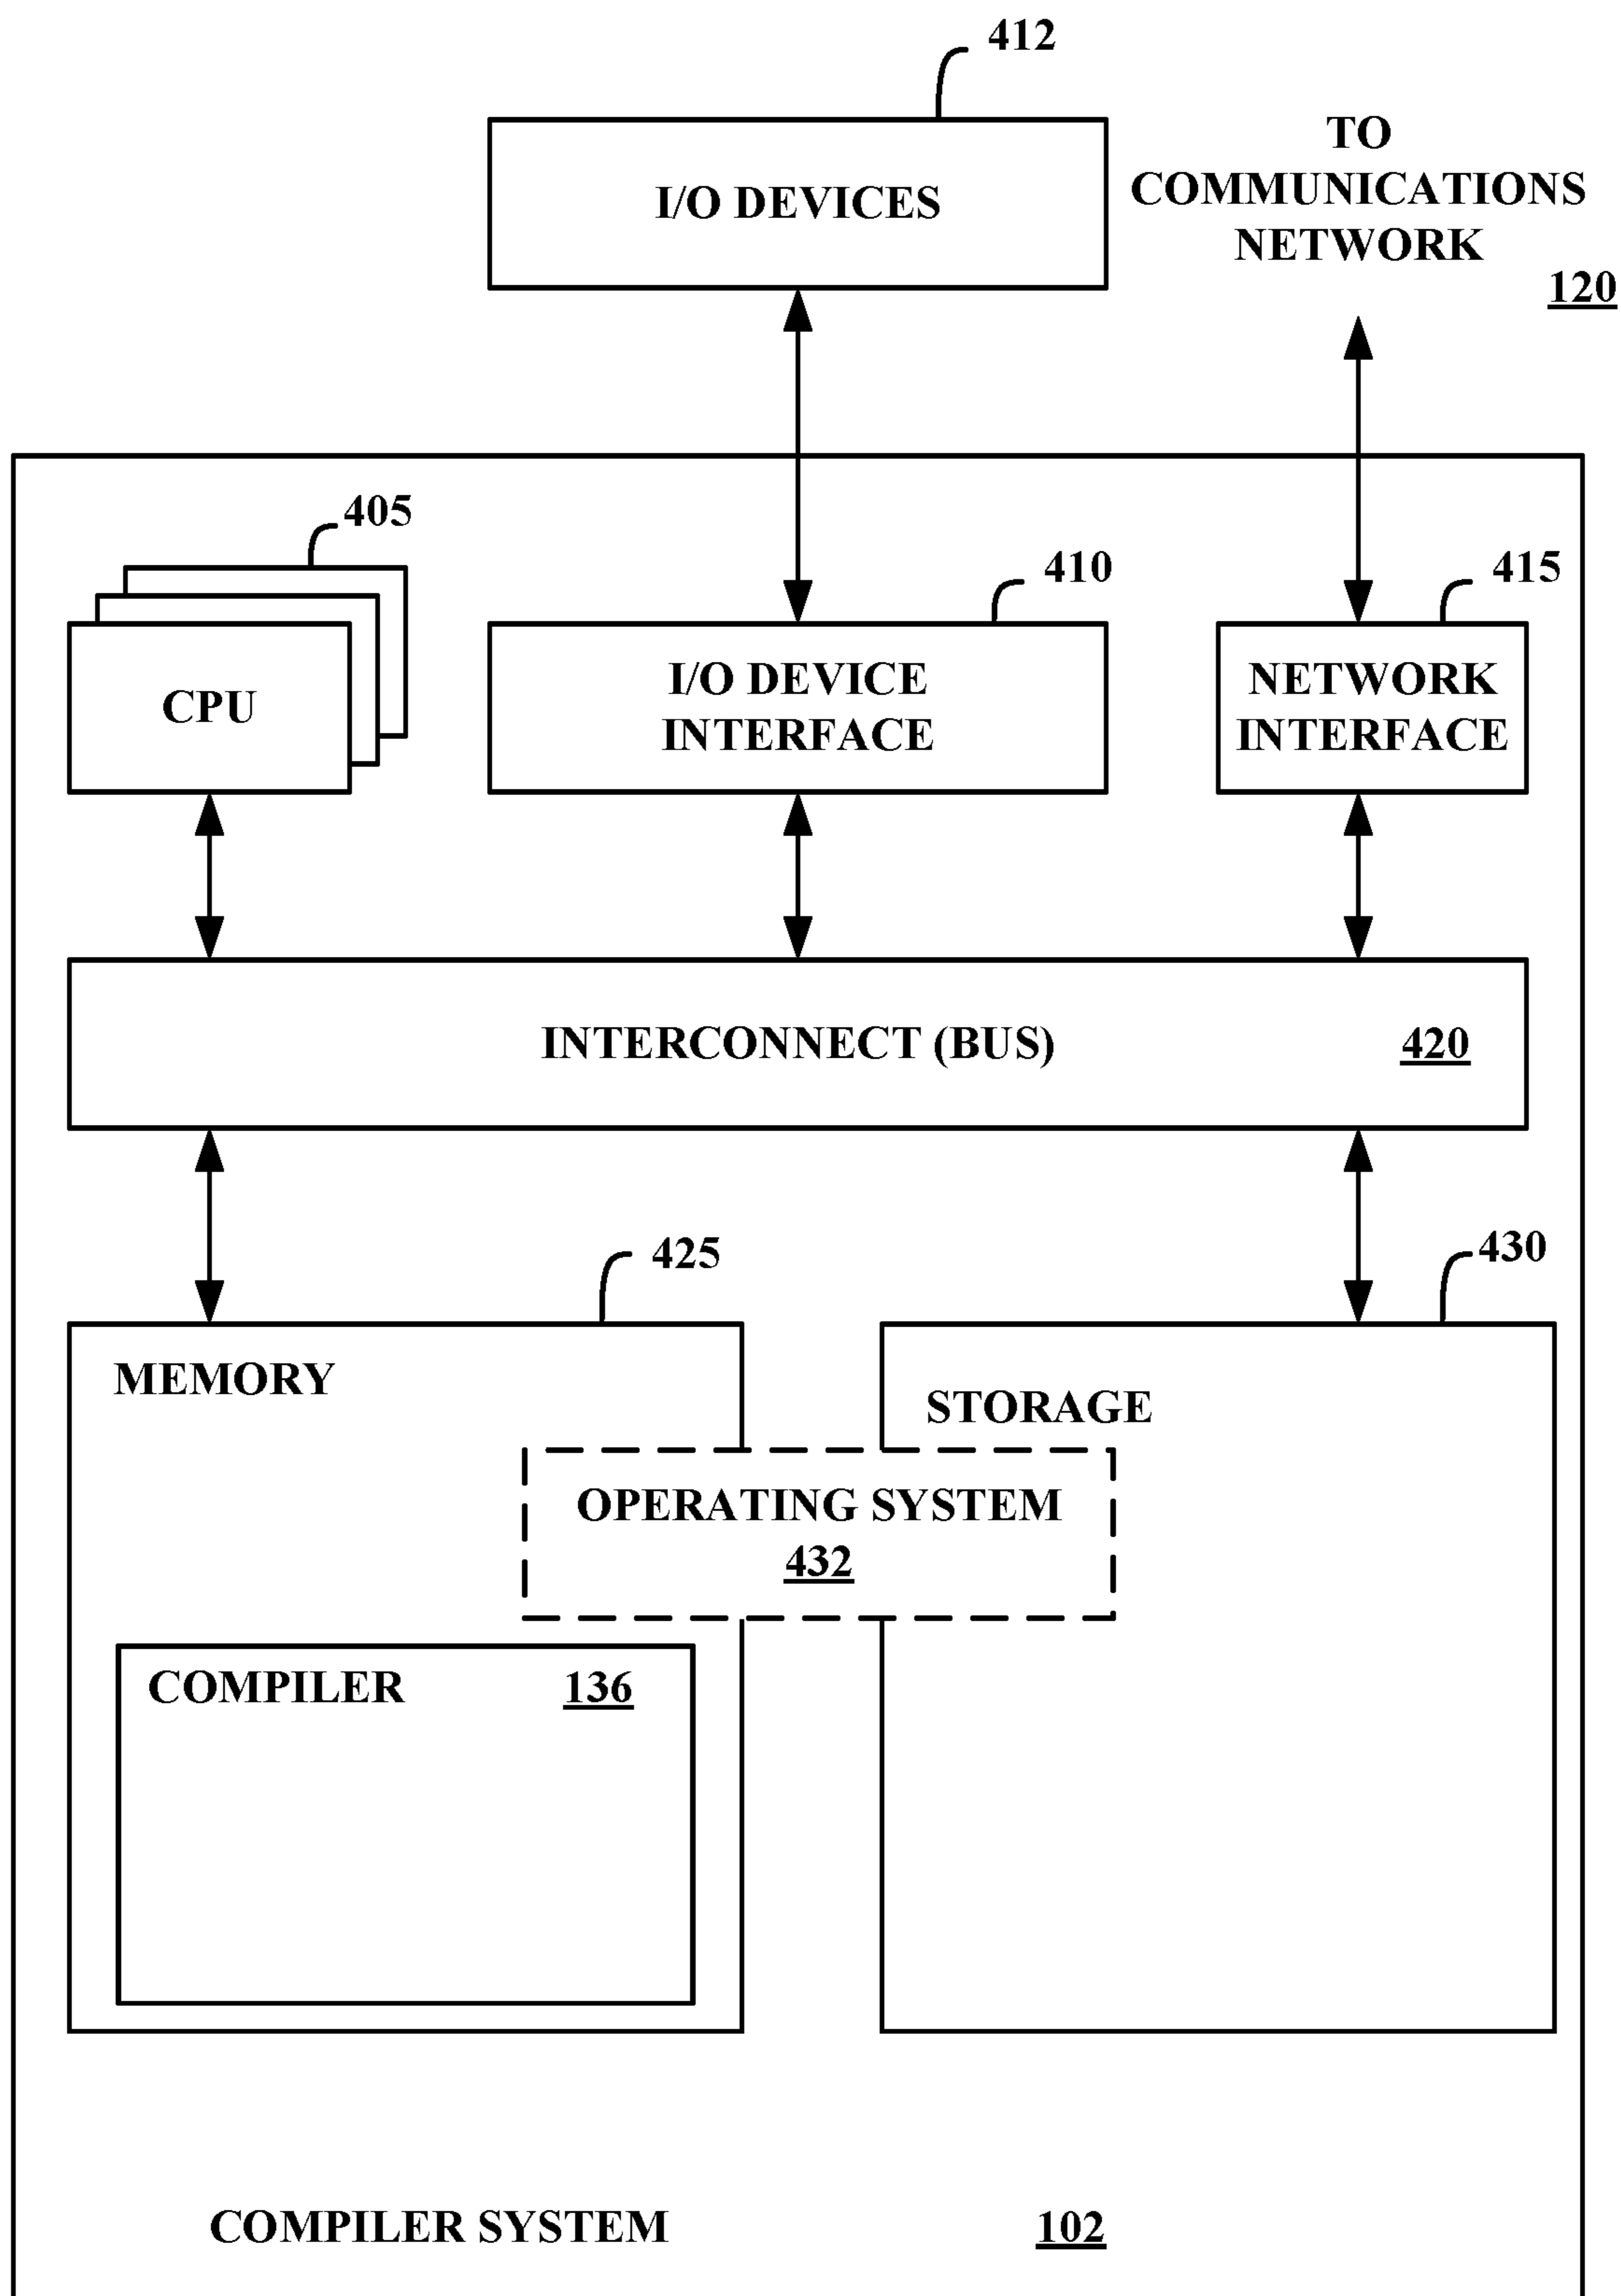 412
I/O DEVICES
TO
COMMUNICATIONS
NETWORK
120
405
410
415
CPU
I/O DEVICE
INTERFACE
NETWORK
INTERFACE
INTERCONNECT (BUS) 420
425
430
MEMORY
STORAGE
OPERATING SYSTEM
432
COMPILER 136
COMPILER SYSTEM 102